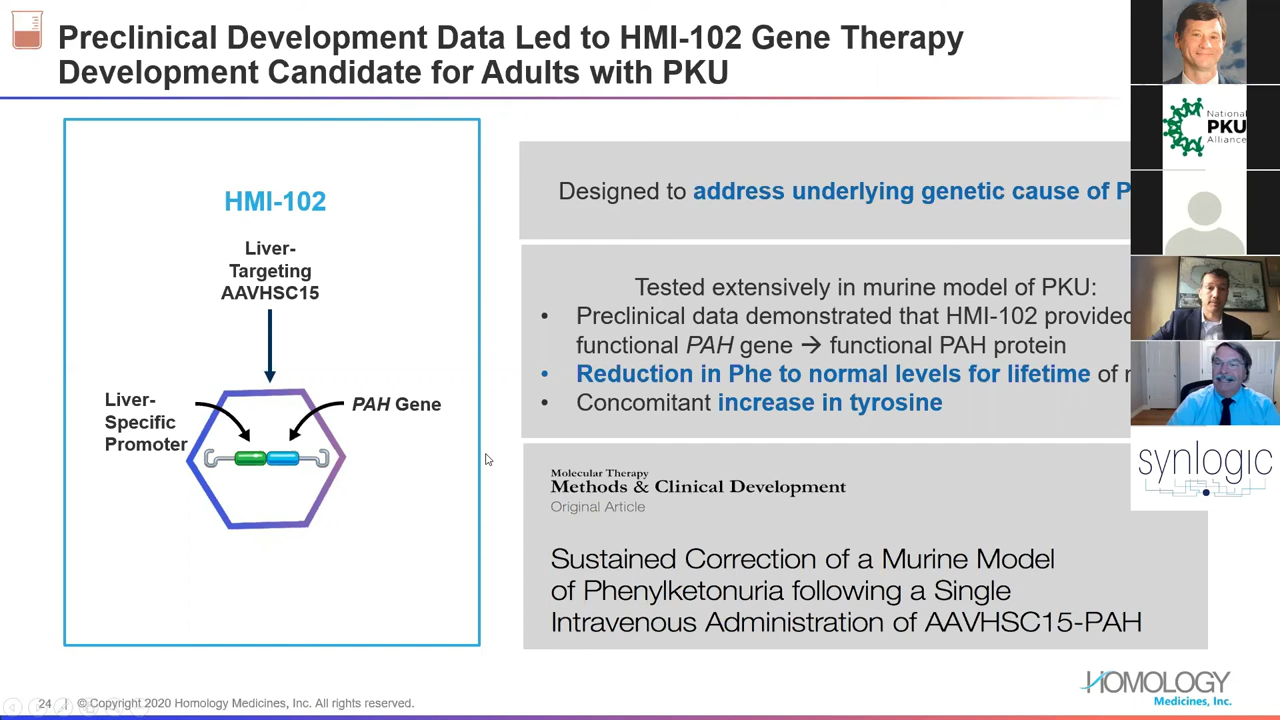 Preclinical Development Data Led to HMI-102 Gene Therapy
Development Candidate for Adults with PKU
HMI-102
Liver-
Targeting
AAVHSC15
Liver-
Specific
Promoter
PAH Gene
Designed to address underlying genetic cause of P
Tested extensively in murine model of PKU:
• Preclinical data demonstrated that HMI-102 provided
functional PAH gene → functional PAH protein
• Reduction in Phe to normal levels for lifetime of
• Concomitant increase in tyrosine
Molecular Therapy
Methods & Clinical Development
Original Article
Sustained Correction of a Murine Model
of Phenylketonuria following a Single
Intravenous Administration of AAVHSC15-PAH
National
PKU
Alliance
synlogic
24 | © Copyright 2020 Homology Medicines, Inc. All rights reserved.
HOMOLOGY
Medicines, Inc.